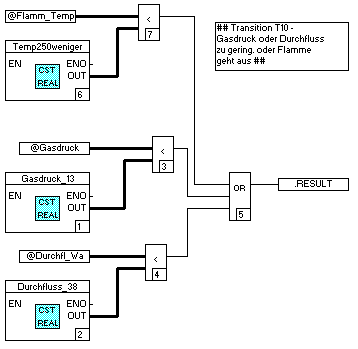 @Flamm_Temp
<
7
Temp250weniger
EN
CST
REAL
ENO
OUT
6
## Transition T10 -
Gasdruck oder Durchfluss
zu gering. oder Flamme
geht aus ##
@Gasdruck
<
3
Gasdruck_13
EN
CST
REAL
ENO
OUT
1
OR
5
.RESULT
@Durchfl_Wa
<
4
Durchfluss_38
EN
CST
REAL
ENO
OUT
2